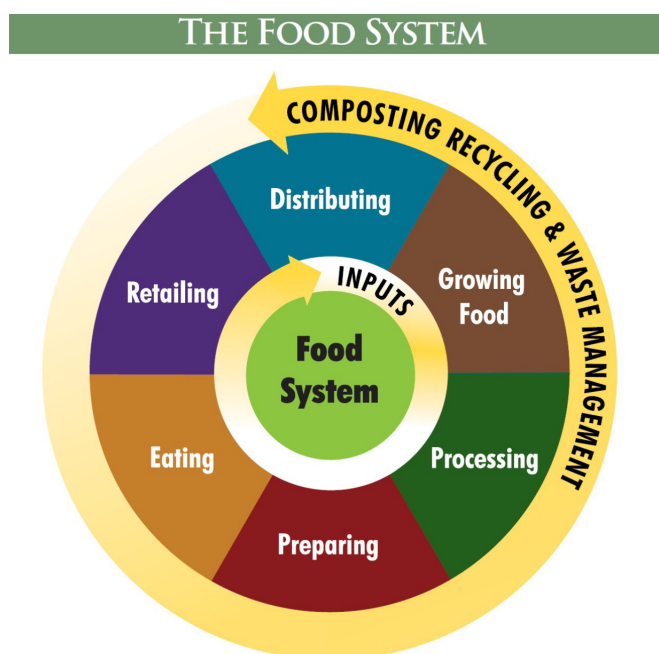 THE FOOD SYSTEM
COMPOSTING RECYCLING & WASTE MANAGEMENT
Distributing
Retailing
INPUTS
Growing
Food
Food
System
Eating
Processing
Preparing